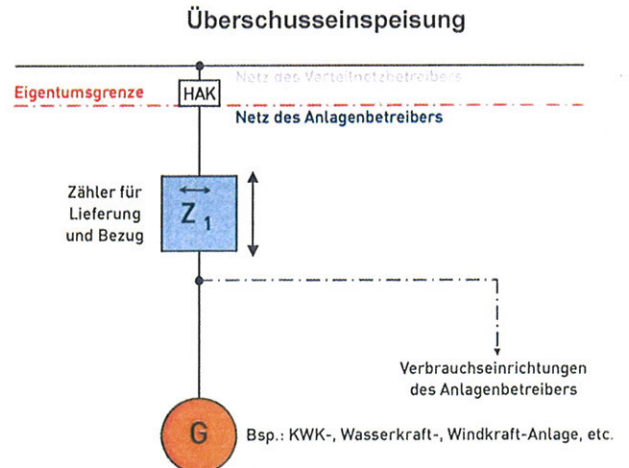 Überschusseinspeisung
Netz des Verteilnetzbetreibers
Eigentumsgrenze
HAK
Netz des Anlagenbetreibers
Zähler für
Lieferung
und Bezug
Z 1
Verbrauchseinrichtungen
des Anlagenbetreibers
G
Bsp.: KWK-, Wasserkraft-, Windkraft-Anlage, etc.